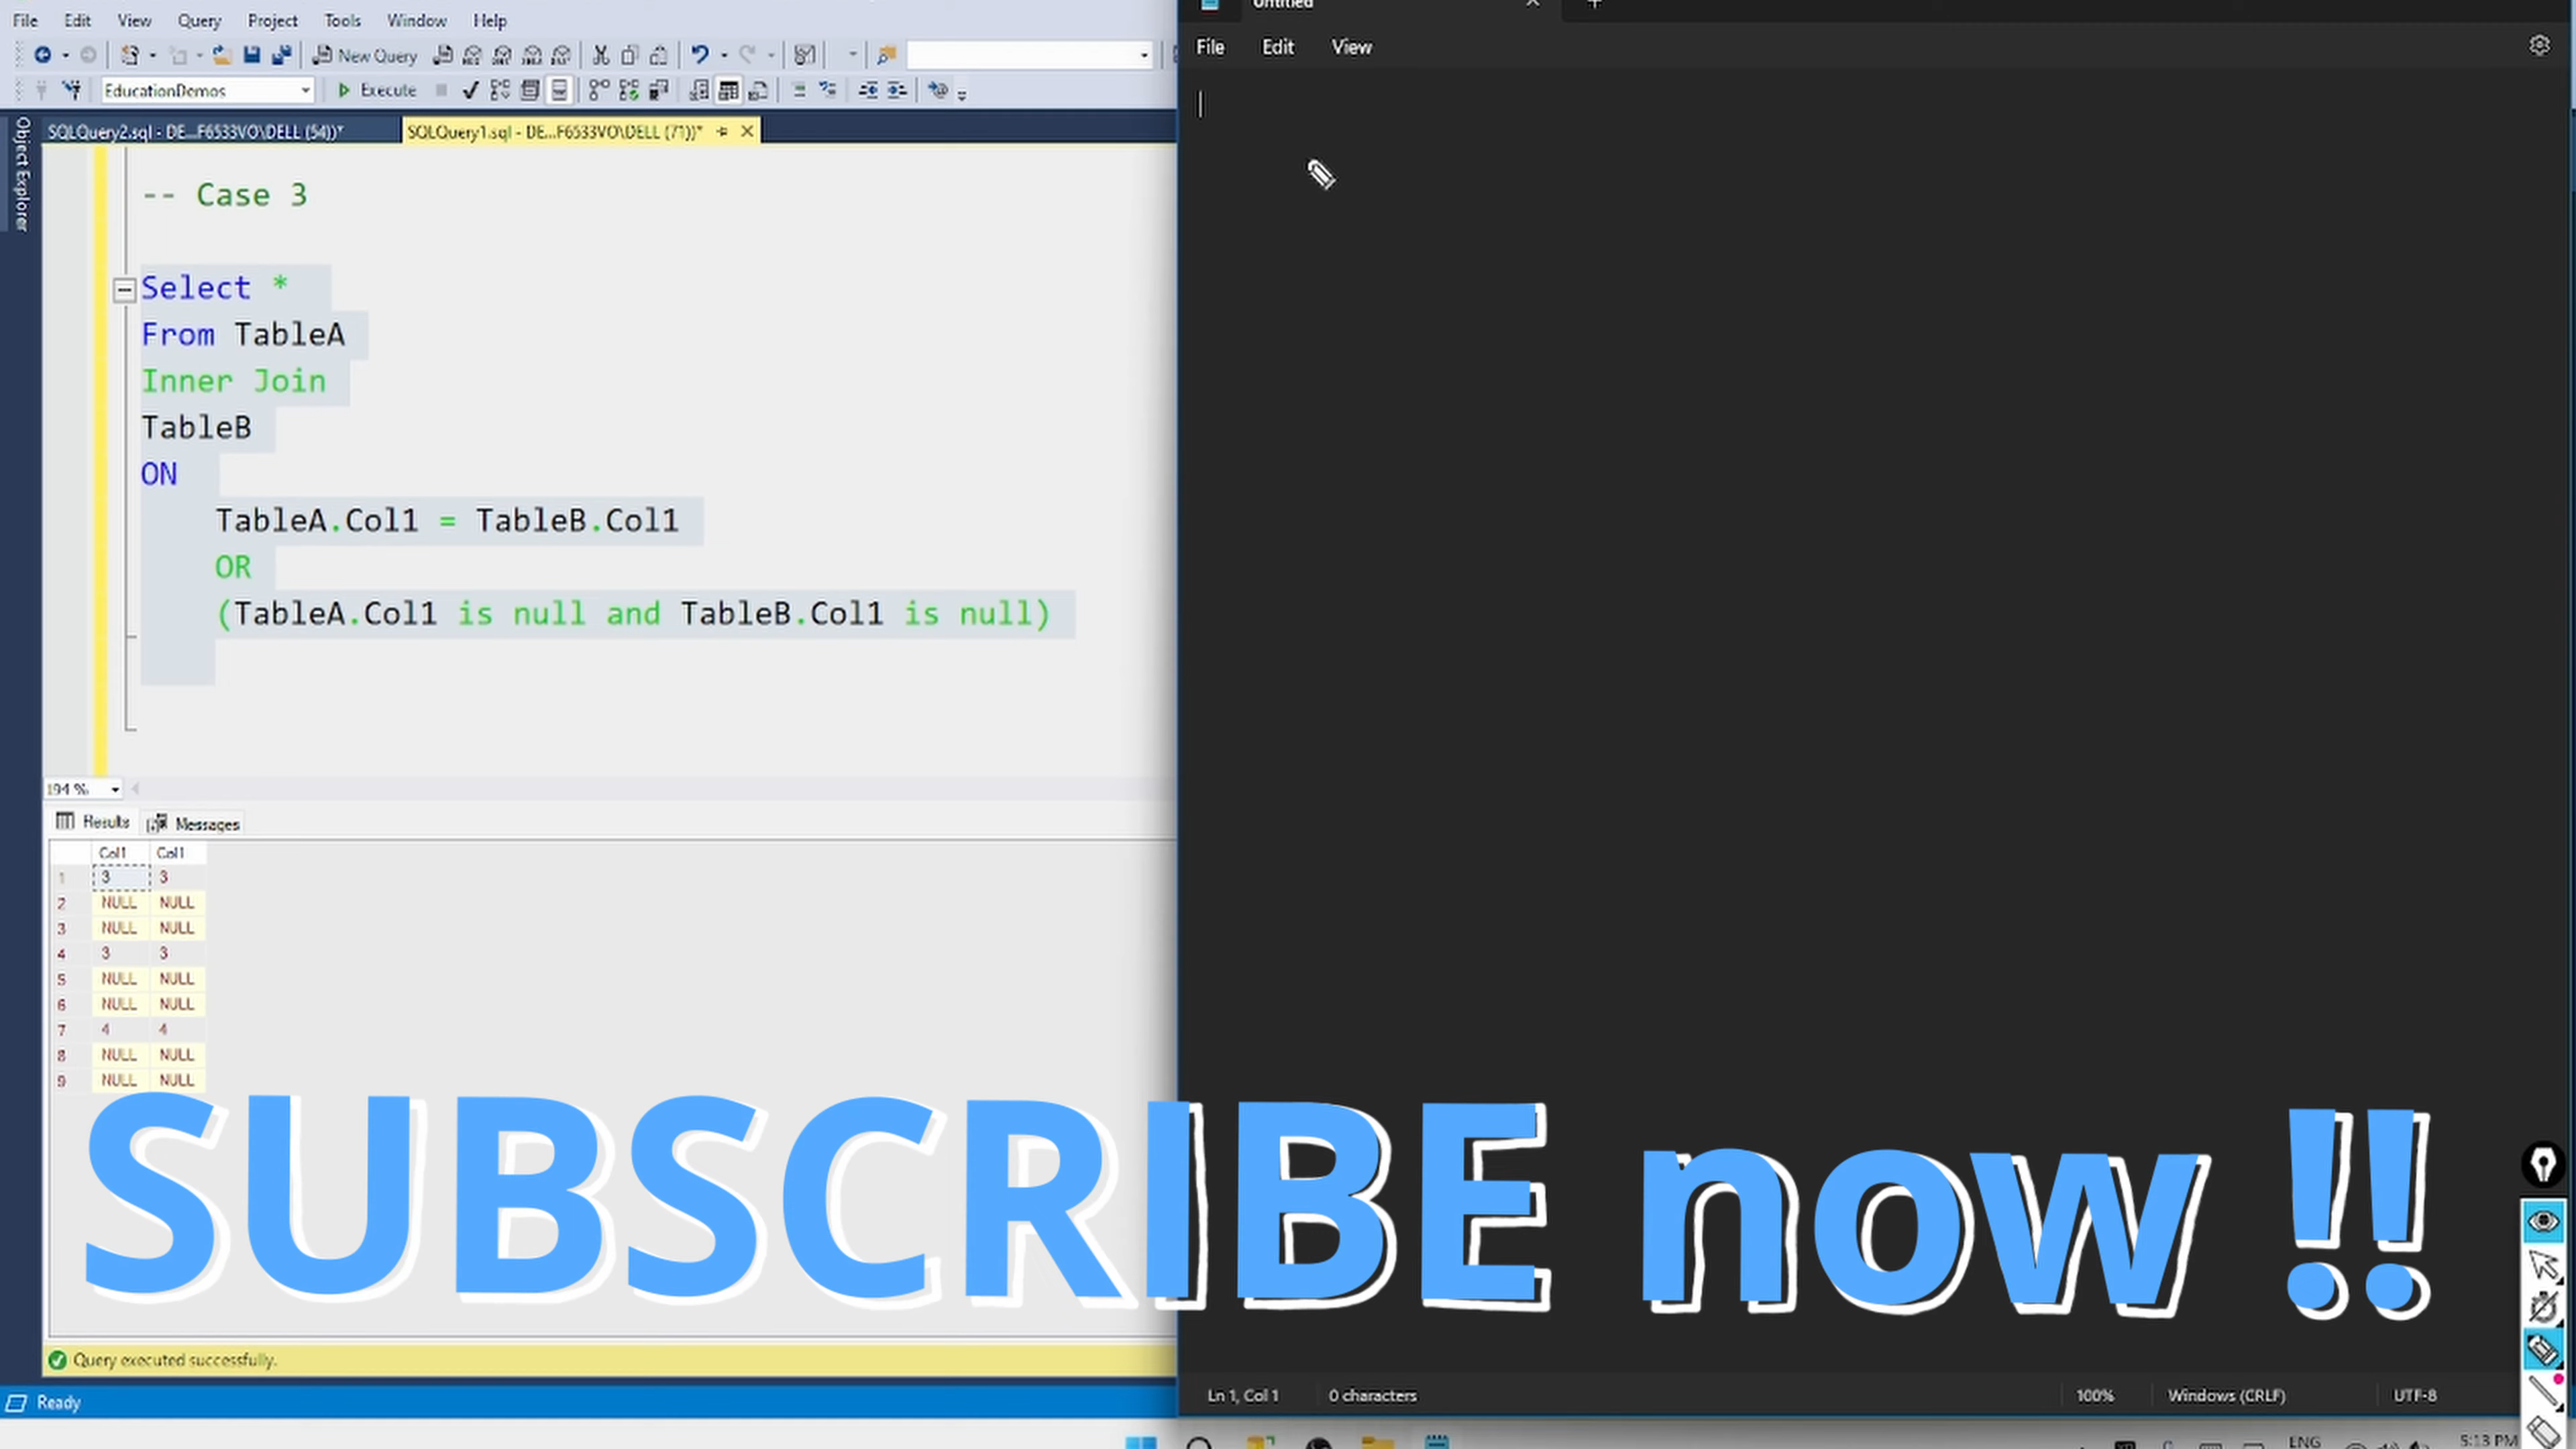 File Edit View Query Project Tools Window Help
New Query
EducationDemos Execute
Object Explorer
SQLQuery2.sql - DE...F6533VO\DELL (54))*
SQLQuery1.sql - DE...F6533VO\DELL (71))*
-- Case 3
Select *
From TableA
Inner Join
TableB
ON
TableA.Col1 = TableB.Col1
OR
(TableA.Col1 is null and TableB.Col1 is null)
194 %
Results Messages
Col1 Col1
1 3 3
2 NULL NULL
3 NULL NULL
4 3 3
5 NULL NULL
6 NULL NULL
7 4 4
8 NULL NULL
9 NULL NULL
Query executed successfully.
Ready
Untitled
File Edit View
SUBSCRIBE now !!
Ln 1, Col 1 0 characters 100% Windows (CRLF) UTF-8
ENG 5:13 PM